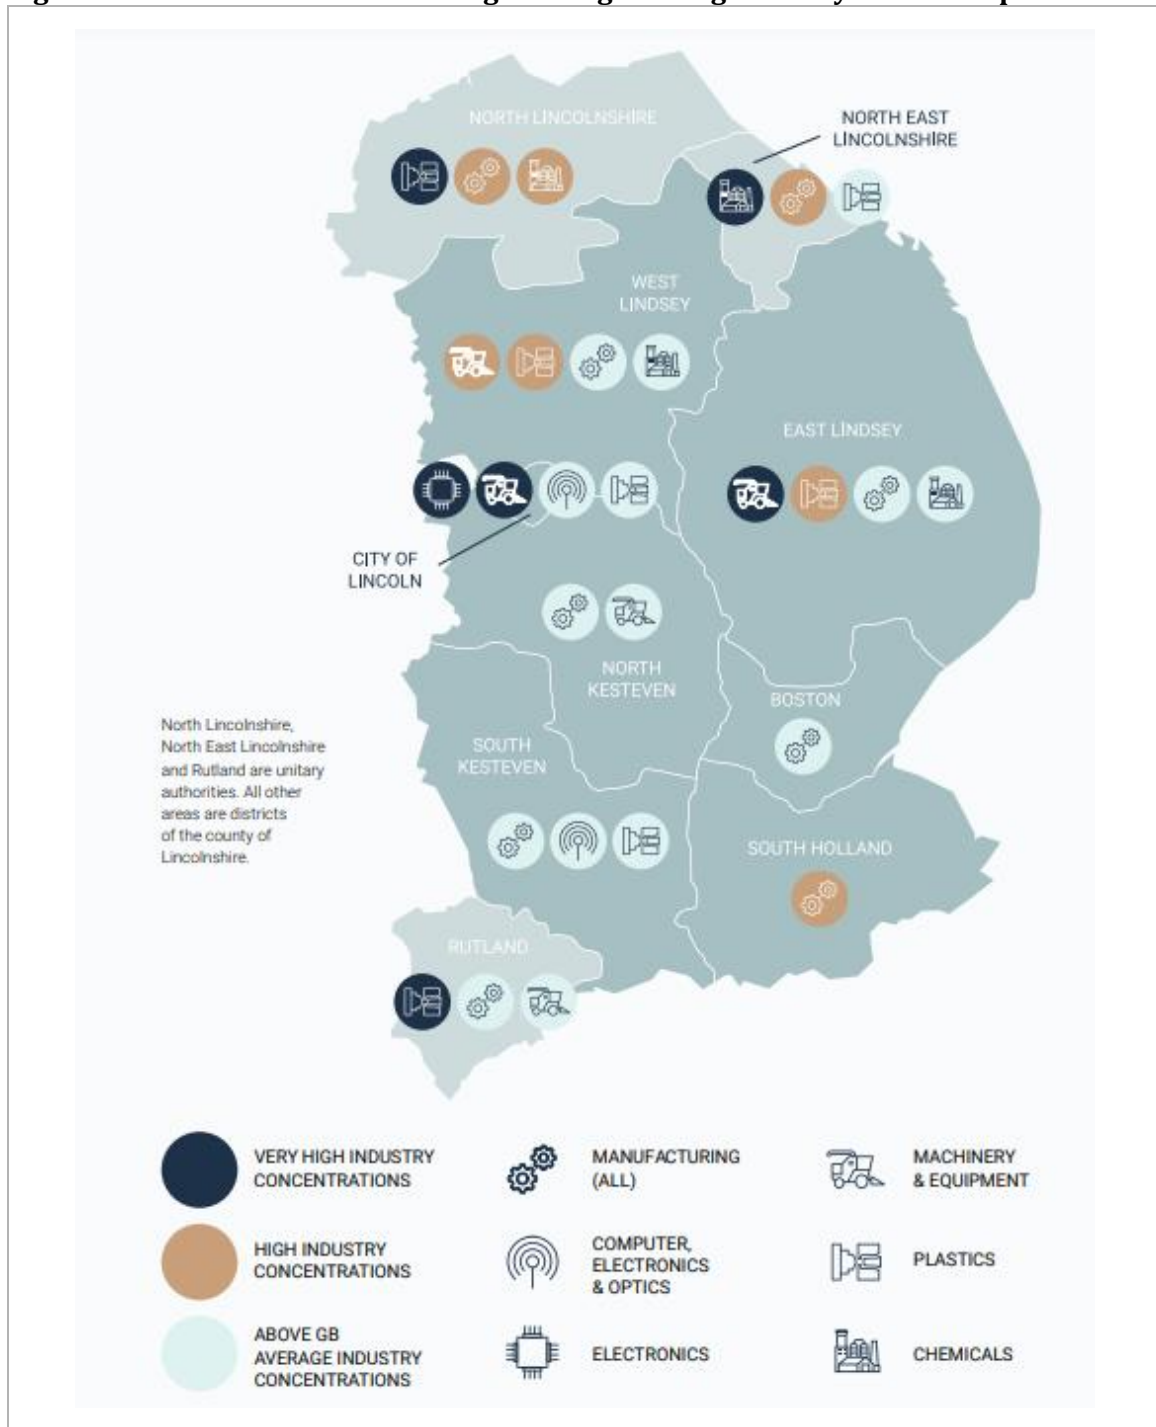 NORTH LINCOLNSHIRE
NORTH EAST
LINCOLNSHIRE
WEST
LINDSEY
EAST LINDSEY
CITY OF
LINCOLN
NORTH
KESTEVEN
BOSTON
SOUTH
KESTEVEN
SOUTH HOLLAND
RUTLAND
North Lincolnshire,
North East Lincolnshire
and Rutland are unitary
authorities. All other
areas are districts
of the county of
Lincolnshire.
VERY HIGH INDUSTRY
CONCENTRATIONS
HIGH INDUSTRY
CONCENTRATIONS
ABOVE GB
AVERAGE INDUSTRY
CONCENTRATIONS
MANUFACTURING
(ALL)
COMPUTER,
ELECTRONICS
& OPTICS
ELECTRONICS
MACHINERY
& EQUIPMENT
PLASTICS
CHEMICALS